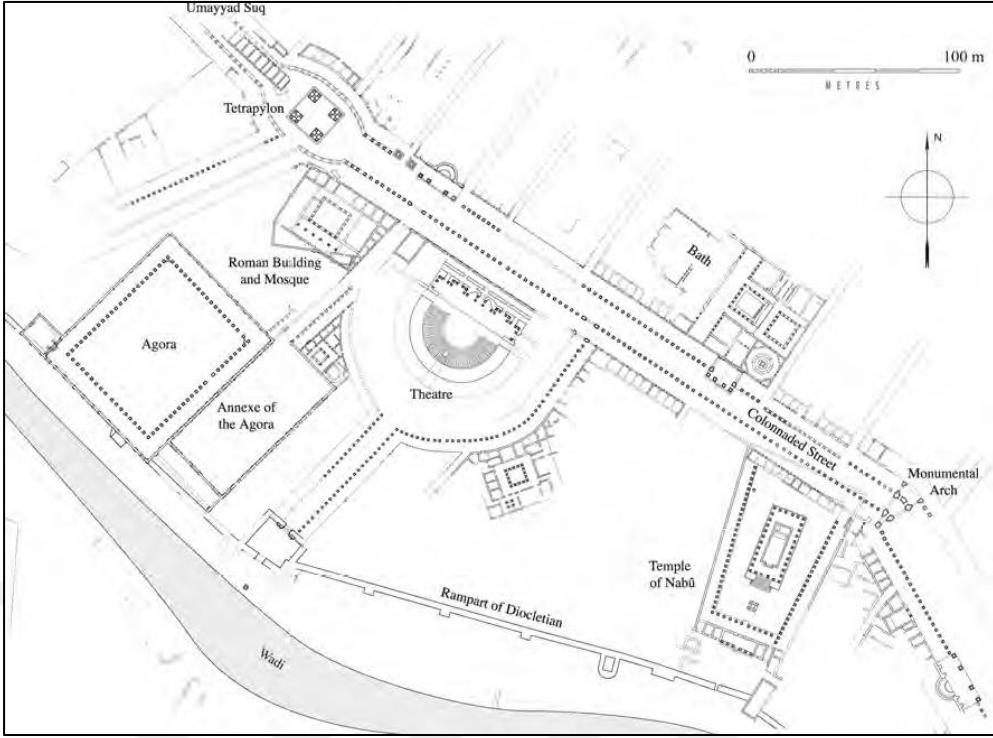 Umayyad Suq
0 100 m
METRES
Tetrapylon
N
Bath
Roman Building
and Mosque
Agora
Theatre
Annexe of
the Agora
Colonnaded Street
Monumental
Arch
Temple
of Nabû
Rampart of Diocletian
Wadi